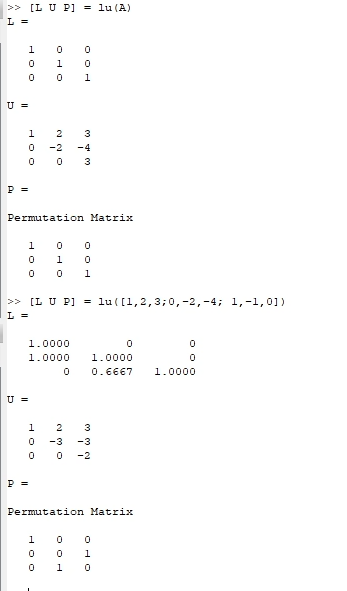 >> [L U P] = lu(A)
L =
1 0 0
0 1 0
0 0 1
U =
1 2 3
0 -2 -4
0 0 3
P =
Permutation Matrix
1 0 0
0 1 0
0 0 1
>> [L U P] = lu([1,2,3;0,-2,-4; 1,-1,0])
L =
1.0000 0 0
1.0000 1.0000 0
0 0.6667 1.0000
U =
1 2 3
0 -3 -3
0 0 -2
P =
Permutation Matrix
1 0 0
0 0 1
0 1 0